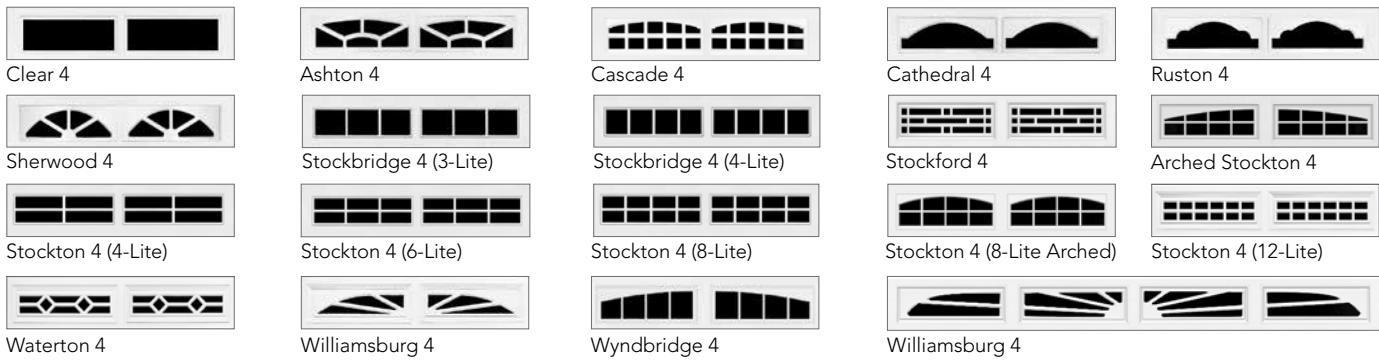 Clear 4
Ashton 4
Cascade 4
Cathedral 4
Ruston 4
Sherwood 4
Stockbridge 4 (3-Lite)
Stockbridge 4 (4-Lite)
Stockford 4
Arched Stockton 4
Stockton 4 (4-Lite)
Stockton 4 (6-Lite)
Stockton 4 (8-Lite)
Stockton 4 (8-Lite Arched)
Stockton 4 (12-Lite)
Waterton 4
Williamsburg 4
Wyndbridge 4
Williamsburg 4